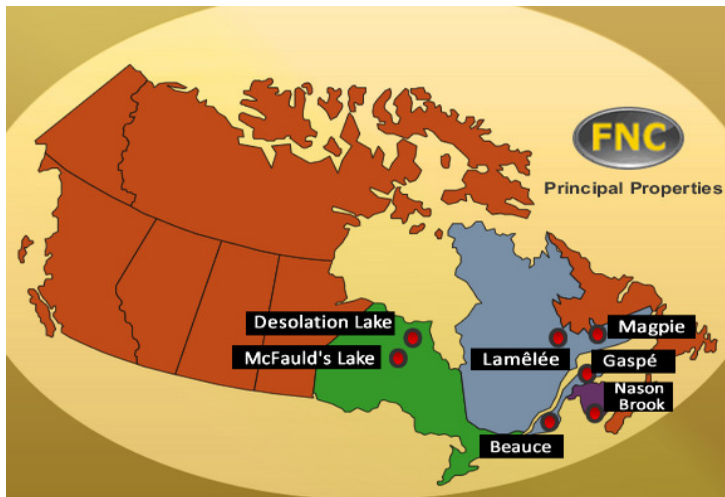 FNC
Principal Properties
Desolation Lake
McFauld's Lake
Lamêlée
Magpie
Gaspé
Nason
Brook
Beauce